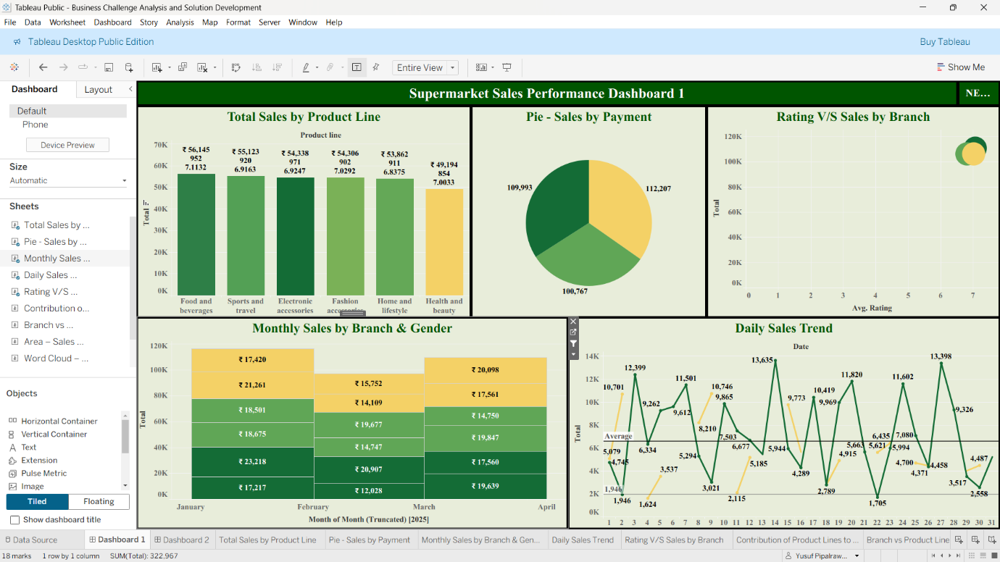 Tableau Public - Business Challenge Analysis and Solution Development
File Data Worksheet Dashboard Story Analysis Map Format Server Window Help
Tableau Desktop Public Edition Buy Tableau
Entire View Show Me
Dashboard Layout
Default
Phone
Device Preview
Size
Automatic
Sheets
Total Sales by ...
Pie - Sales by ...
Monthly Sales ...
Daily Sales ...
Rating V/S ...
Contribution o...
Branch vs ...
Area – Sales ...
Word Cloud – ...
Objects
Horizontal Container
Vertical Container
Text
Extension
Pulse Metric
Image
Tiled Floating
Show dashboard title
Supermarket Sales Performance Dashboard 1 NE...
Total Sales by Product Line
Product line
70K
60K
50K
40K
30K
20K
10K
0K
Total
₹ 56,145
952
7.1132
₹ 55,123
920
6.9163
₹ 54,338
971
6.9247
₹ 54,306
902
7.0292
₹ 53,862
911
6.8375
₹ 49,194
854
7.0033
Food and
beverages
Sports and
travel
Electronic
accessories
Fashion
accessories
Home and
lifestyle
Health and
beauty
Pie - Sales by Payment
109,993
112,207
100,767
Rating V/S Sales by Branch
120K
100K
80K
60K
40K
20K
0K
Total
0 1 2 3 4 5 6 7
Avg. Rating
Monthly Sales by Branch & Gender
120K
100K
80K
60K
40K
20K
0K
Total
₹ 17,420
₹ 21,261
₹ 18,501
₹ 18,675
₹ 23,218
₹ 17,217
₹ 15,752
₹ 14,109
₹ 19,677
₹ 14,747
₹ 20,907
₹ 12,028
₹ 20,098
₹ 17,561
₹ 14,750
₹ 19,847
₹ 17,560
₹ 19,639
January February March April
Month of Month (Truncated) [2025]
Daily Sales Trend
Date
14K
12K
10K
8K
6K
4K
2K
0K
Total
10,701
12,399
9,262
11,501
9,612
8,210
10,746
9,865
7,503
6,677
13,635
9,773
10,419
9,969
11,820
11,602
13,398
9,326
Average
5,079
4,745
6,334
5,294
5,185
5,944
4,289
4,915
5,663
5,621
6,435
5,994
7,080
4,700
4,371
4,458
4,487
3,517
2,558
1,946
1,946
1,624
3,537
3,021
2,115
2,789
1,705
1 2 3 4 5 6 7 8 9 10 11 12 13 14 15 16 17 18 19 20 21 22 23 24 25 26 27 28 29 30 31
Data Source Dashboard 1 Dashboard 2 Total Sales by Product Line Pie - Sales by Payment Monthly Sales by Branch & Gen... Daily Sales Trend Rating V/S Sales by Branch Contribution of Product Lines to ... Branch vs Product Line
18 marks 1 row by 1 column SUM(Total): 322,967 Yusuf Pipalraw...